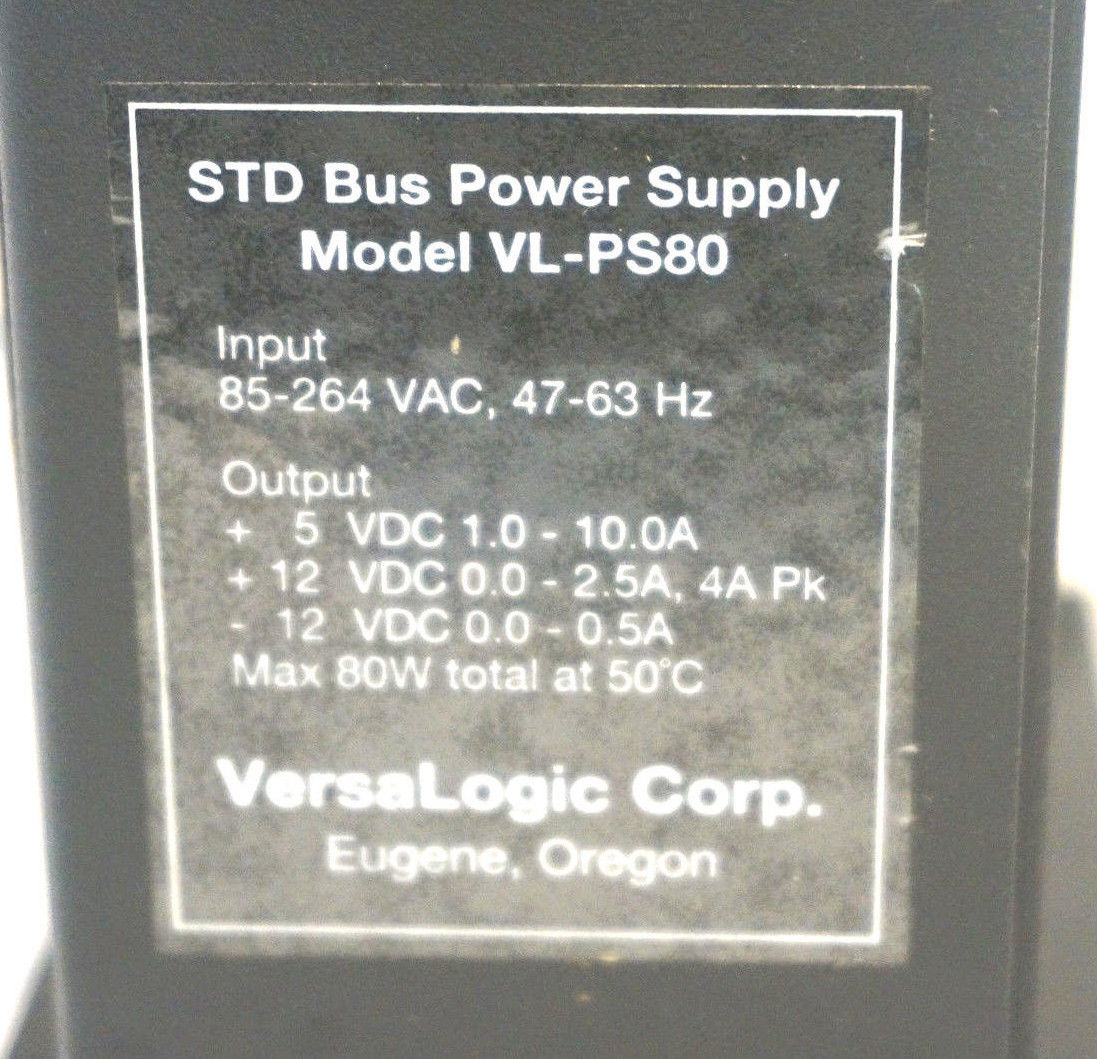 STD Bus Power Supply
Model VL-PS80
Input
85-264 VAC, 47-63 Hz
Output
+ 5 VDC 1.0 - 10.0A
+ 12 VDC 0.0 - 2.5A, 4A Pk
- 12 VDC 0.0 - 0.5A
Max 80W total at 50°C
VersaLogic Corp.
Eugene, Oregon